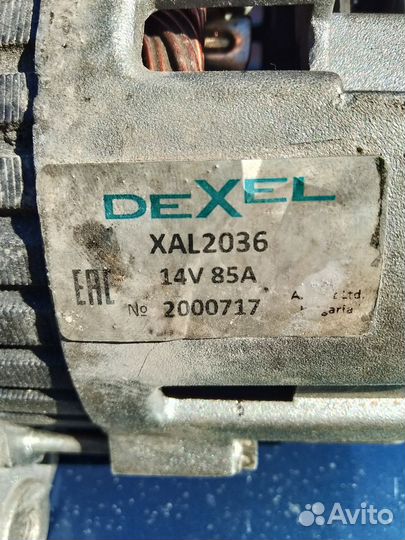 DEXEL
XAL2036
14V 85A
EAC
№ 2000717
Ltd.
Avito